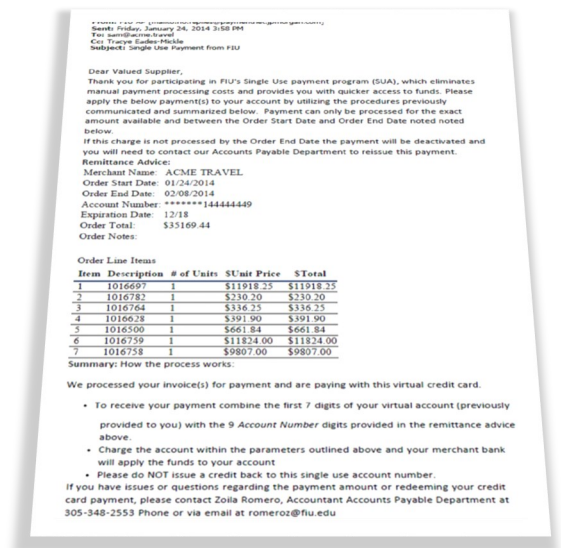 Sent: Friday, January 24, 2014 3:58 PM
To: sam@acme.travel
Cc: Tracye Eades-Mickle
Subject: Single Use Payment from FIU
Dear Valued Supplier,
Thank you for participating in FIU's Single Use payment program (SUA), which eliminates
manual payment processing costs and provides you with quicker access to funds. Please
apply the below payment(s) to your account by utilizing the procedures previously
communicated and summarized below. Payment can only be processed for the exact
amount available and between the Order Start Date and Order End Date noted noted
below.
If this charge is not processed by the Order End Date the payment will be deactivated and
you will need to contact our Accounts Payable Department to reissue this payment.
Remittance Advice:
Merchant Name: ACME TRAVEL
Order Start Date: 01/24/2014
Order End Date: 02/08/2014
Account Number: *******144444449
Expiration Date: 12/18
Order Total: $35169.44
Order Notes:
Order Line Items
Item Description # of Units $Unit Price $Total
1 1016697 1 $11918.25 $11918.25
2 1016782 1 $230.20 $230.20
3 1016764 1 $336.25 $336.25
4 1016628 1 $391.90 $391.90
5 1016500 1 $661.84 $661.84
6 1016759 1 $11824.00 $11824.00
7 1016758 1 $9807.00 $9807.00
Summary: How the process works:
We processed your invoice(s) for payment and are paying with this virtual credit card.
• To receive your payment combine the first 7 digits of your virtual account (previously
provided to you) with the 9 Account Number digits provided in the remittance advice
above.
• Charge the account within the parameters outlined above and your merchant bank
will apply the funds to your account
• Please do NOT issue a credit back to this single use account number.
If you have issues or questions regarding the payment amount or redeeming your credit
card payment, please contact Zoila Romero, Accountant Accounts Payable Department at
305-348-2553 Phone or via email at romeroz@fiu.edu